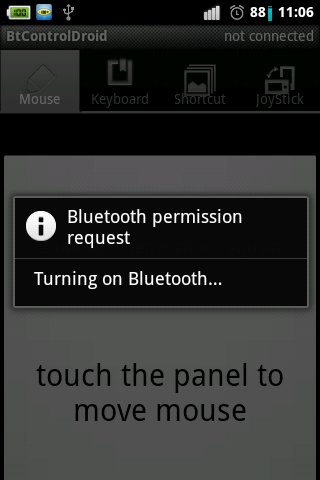 100 88 11:06
BtControlDroid not connected
Mouse Keyboard Shortcut JoyStick
Bluetooth permission
request
Turning on Bluetooth...
touch the panel to
move mouse